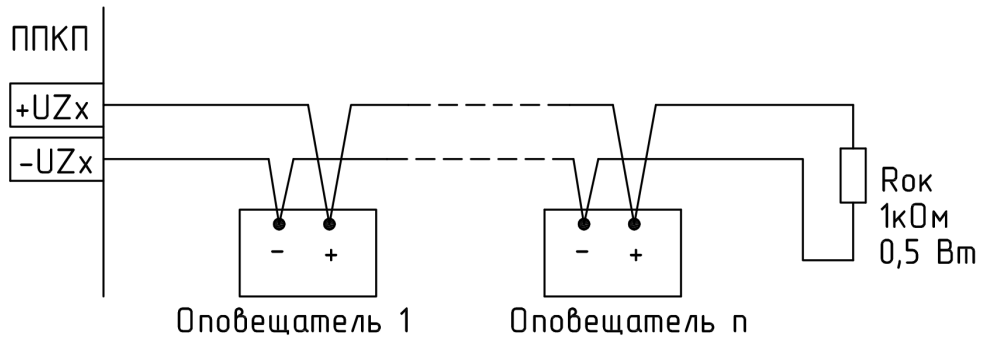 ППКП
+UZx
-UZx
Rок
1кОм
0,5 Вт
- +
- +
Оповещатель 1
Оповещатель n